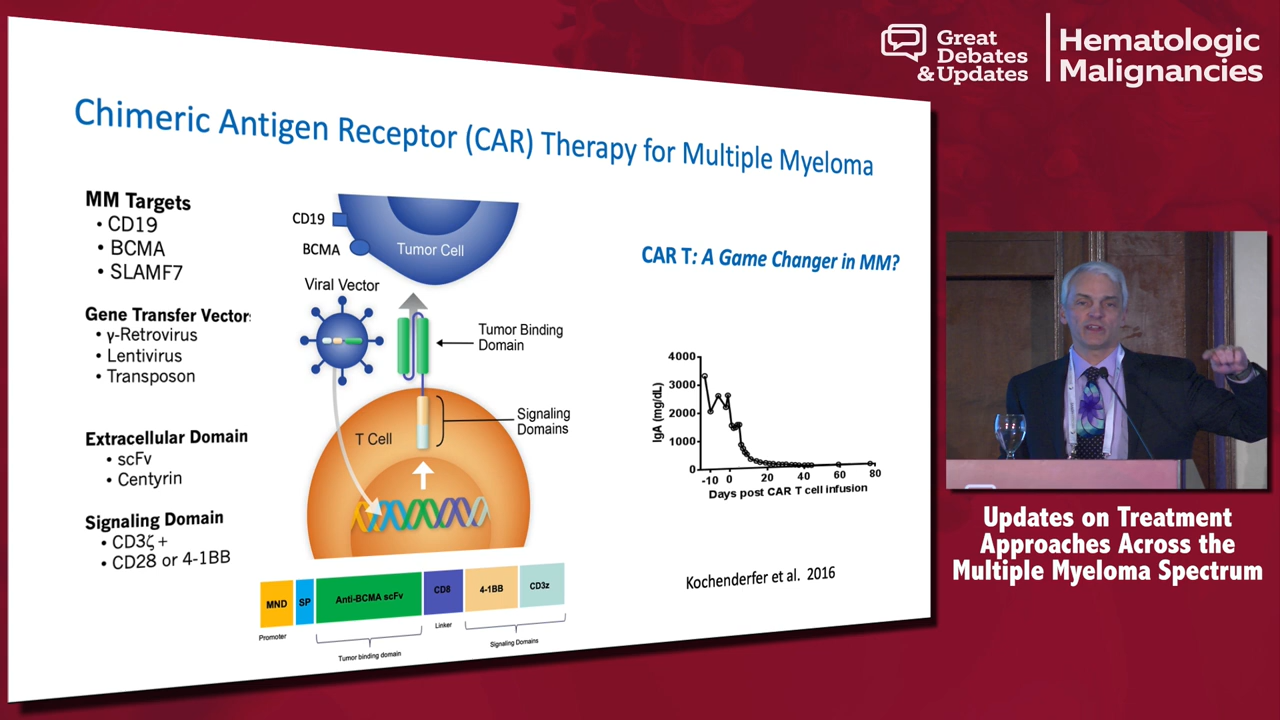 Great
Debates
& Updates
Hematologic
Malignancies
Chimeric Antigen Receptor (CAR) Therapy for Multiple Myeloma
MM Targets
• CD19
• BCMA
• SLAMF7
Gene Transfer Vector
• γ-Retrovirus
• Lentivirus
• Transposon
Extracellular Domain
• scFv
• Centyrin
Signaling Domain
• CD3ζ +
• CD28 or 4-1BB
CD19
BCMA
Tumor Cell
Viral Vector
Tumor Binding
Domain
T Cell
Signaling
Domains
MND
SP
Anti-BCMA scFv
CD8
4-1BB
CD3z
Promoter
Linker
Tumor binding domain
Signaling Domains
CAR T: A Game Changer in MM?
IgA (mg/dL)
4000
3000
2000
1000
0
-10 0 20 40 60 80
Days post CAR T cell infusion
Kochenderfer et al. 2016
Updates on Treatment
Approaches Across the
Multiple Myeloma Spectrum